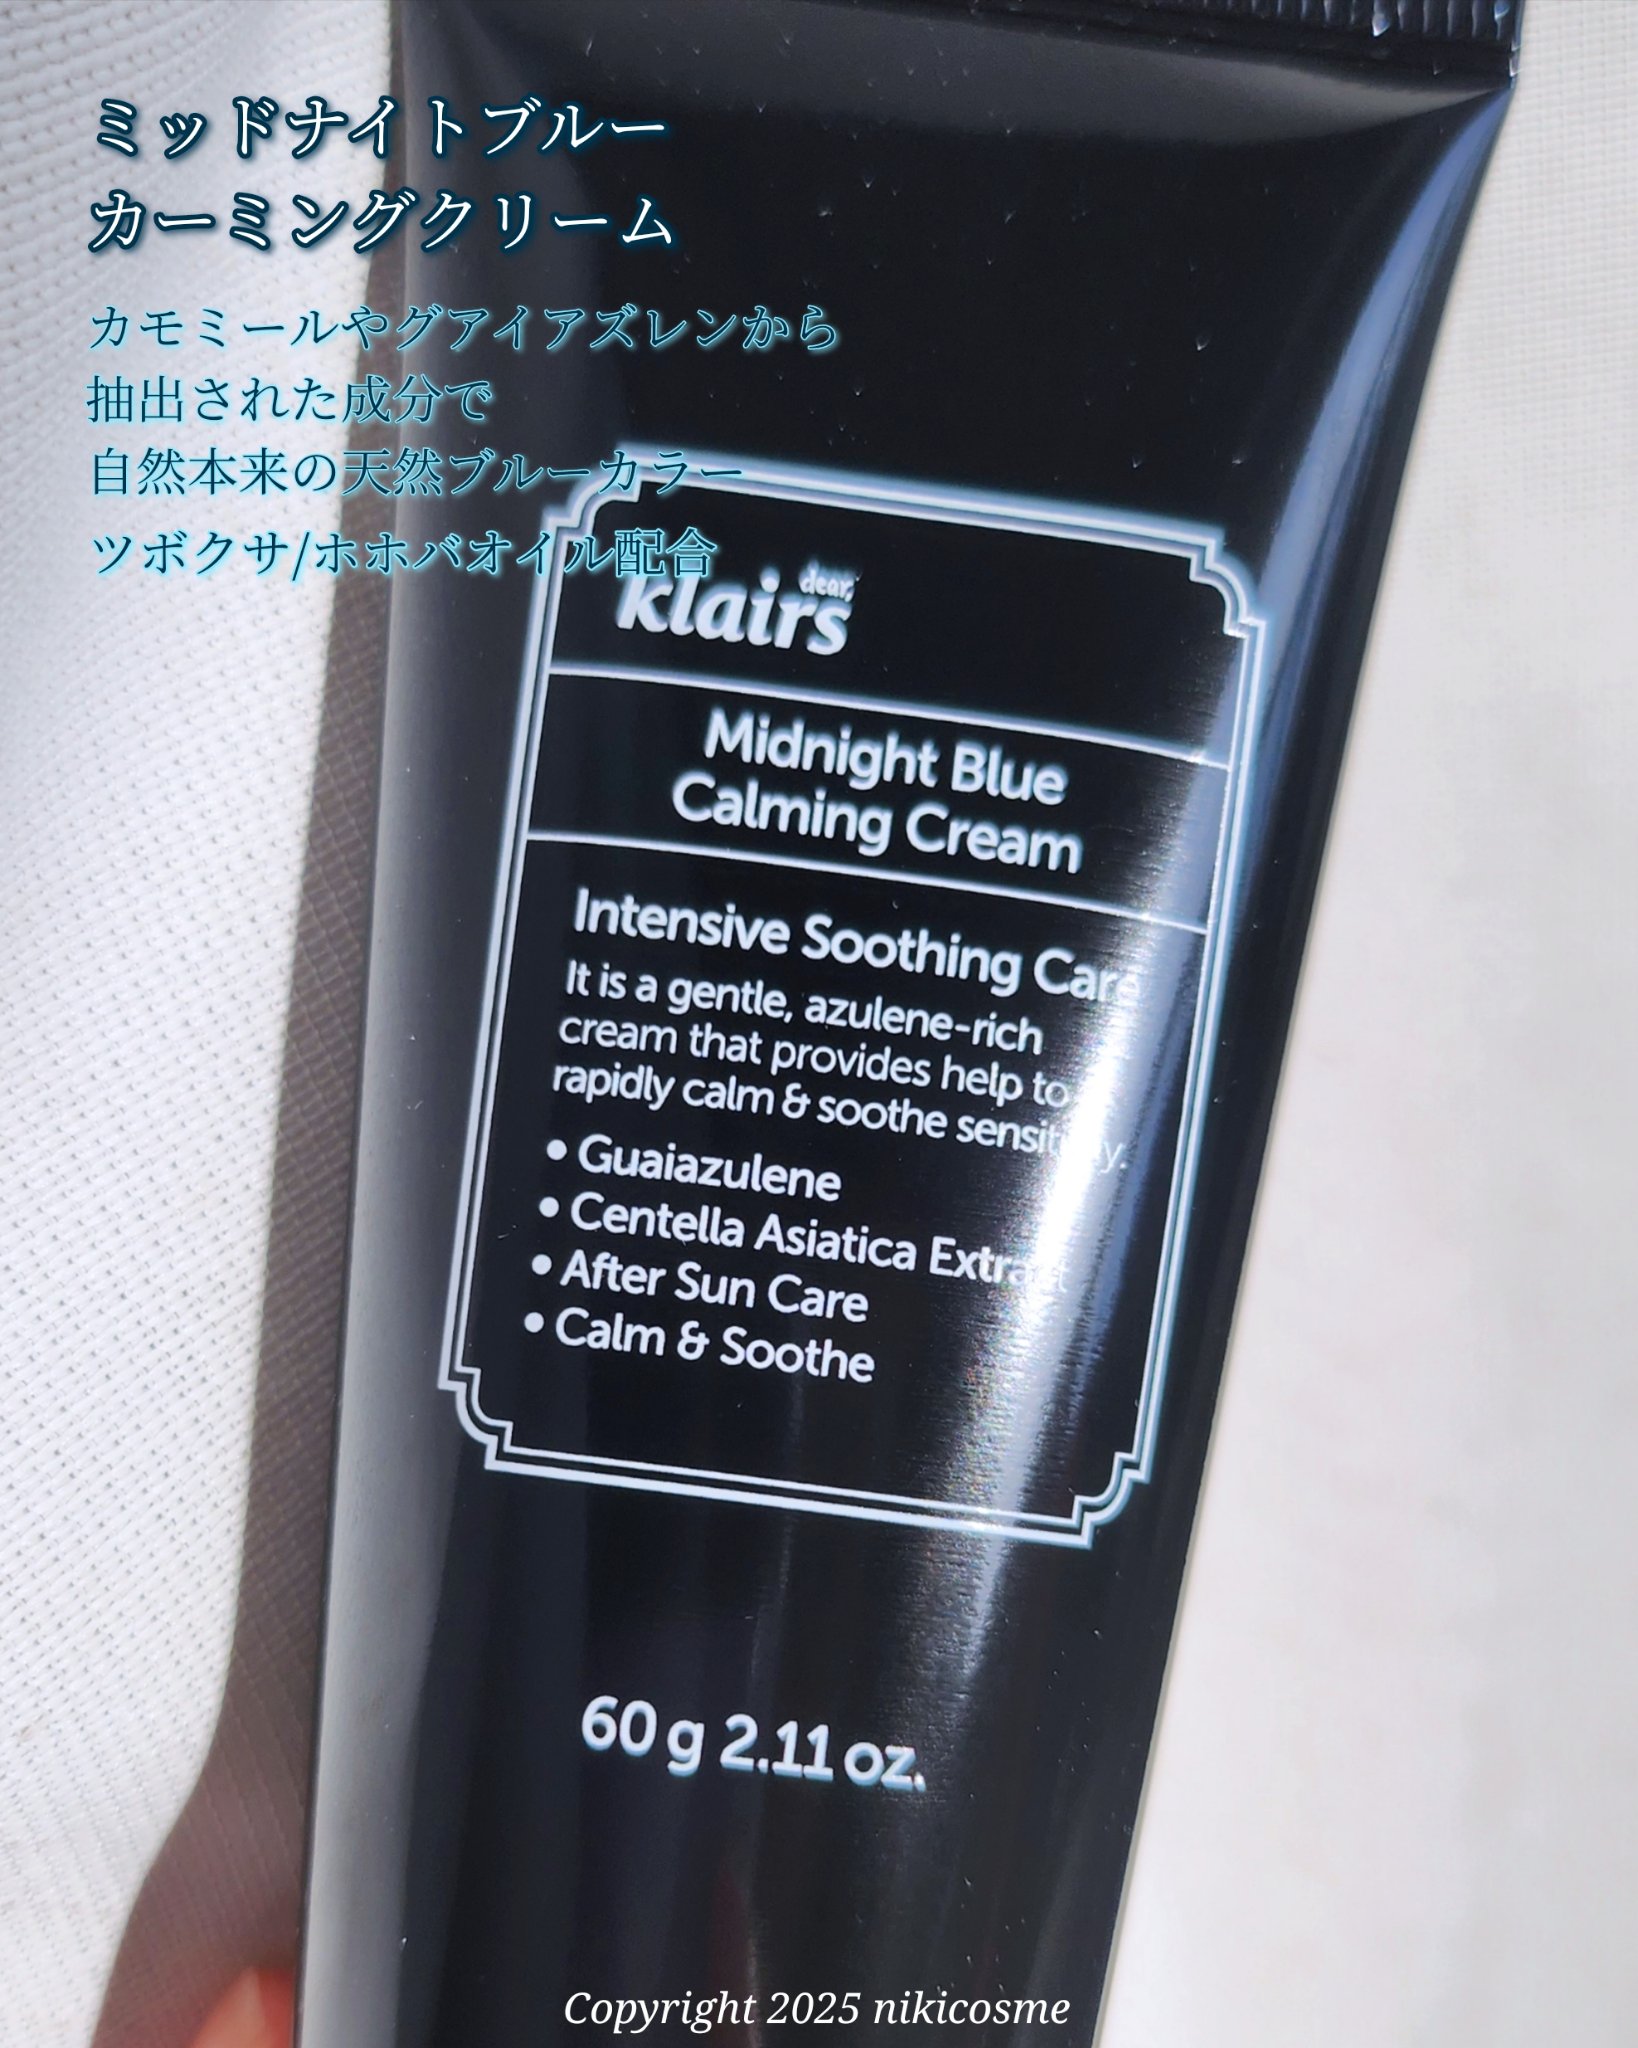 ミッドナイトブルー
カーミングクリーム
カモミールやグアイアズレンから
抽出された成分で
自然本来の天然ブルーカラー
ツボクサ/ホホバオイル配合
dear,
klairs
Midnight Blue
Calming Cream
Intensive Soothing Care
It is a gentle, azulene-rich
cream that provides help to
rapidly calm & soothe sensitivity.
• Guaiazulene
• Centella Asiatica Extract
• After Sun Care
• Calm & Soothe
60 g 2.11 oz.
Copyright 2025 nikicosme